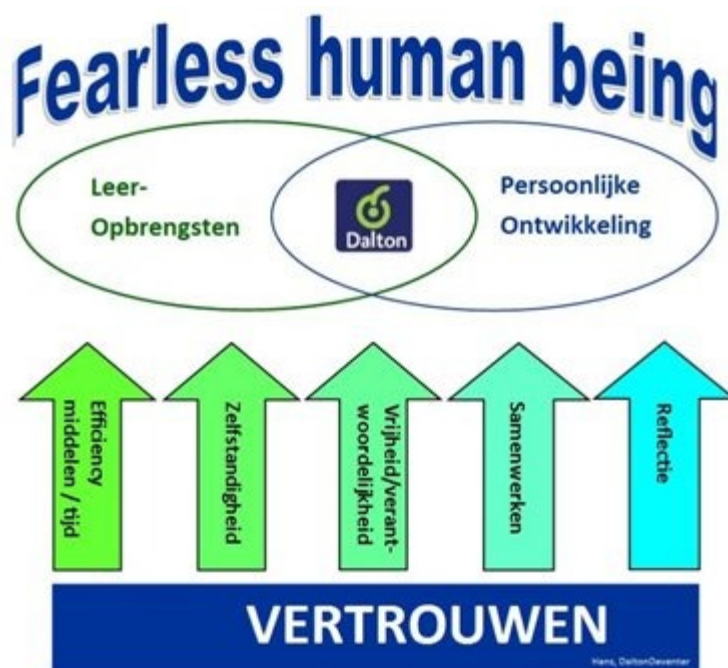 Fearless human being
Leer-
Opbrengsten
Dalton
Persoonlijke
Ontwikkeling
Efficiency
middelen / tijd
Zelfstandigheid
Vrijheid/verant-
woordelijkheid
Samenwerken
Reflectie
VERTROUWEN
Hans, DaltonDeventer